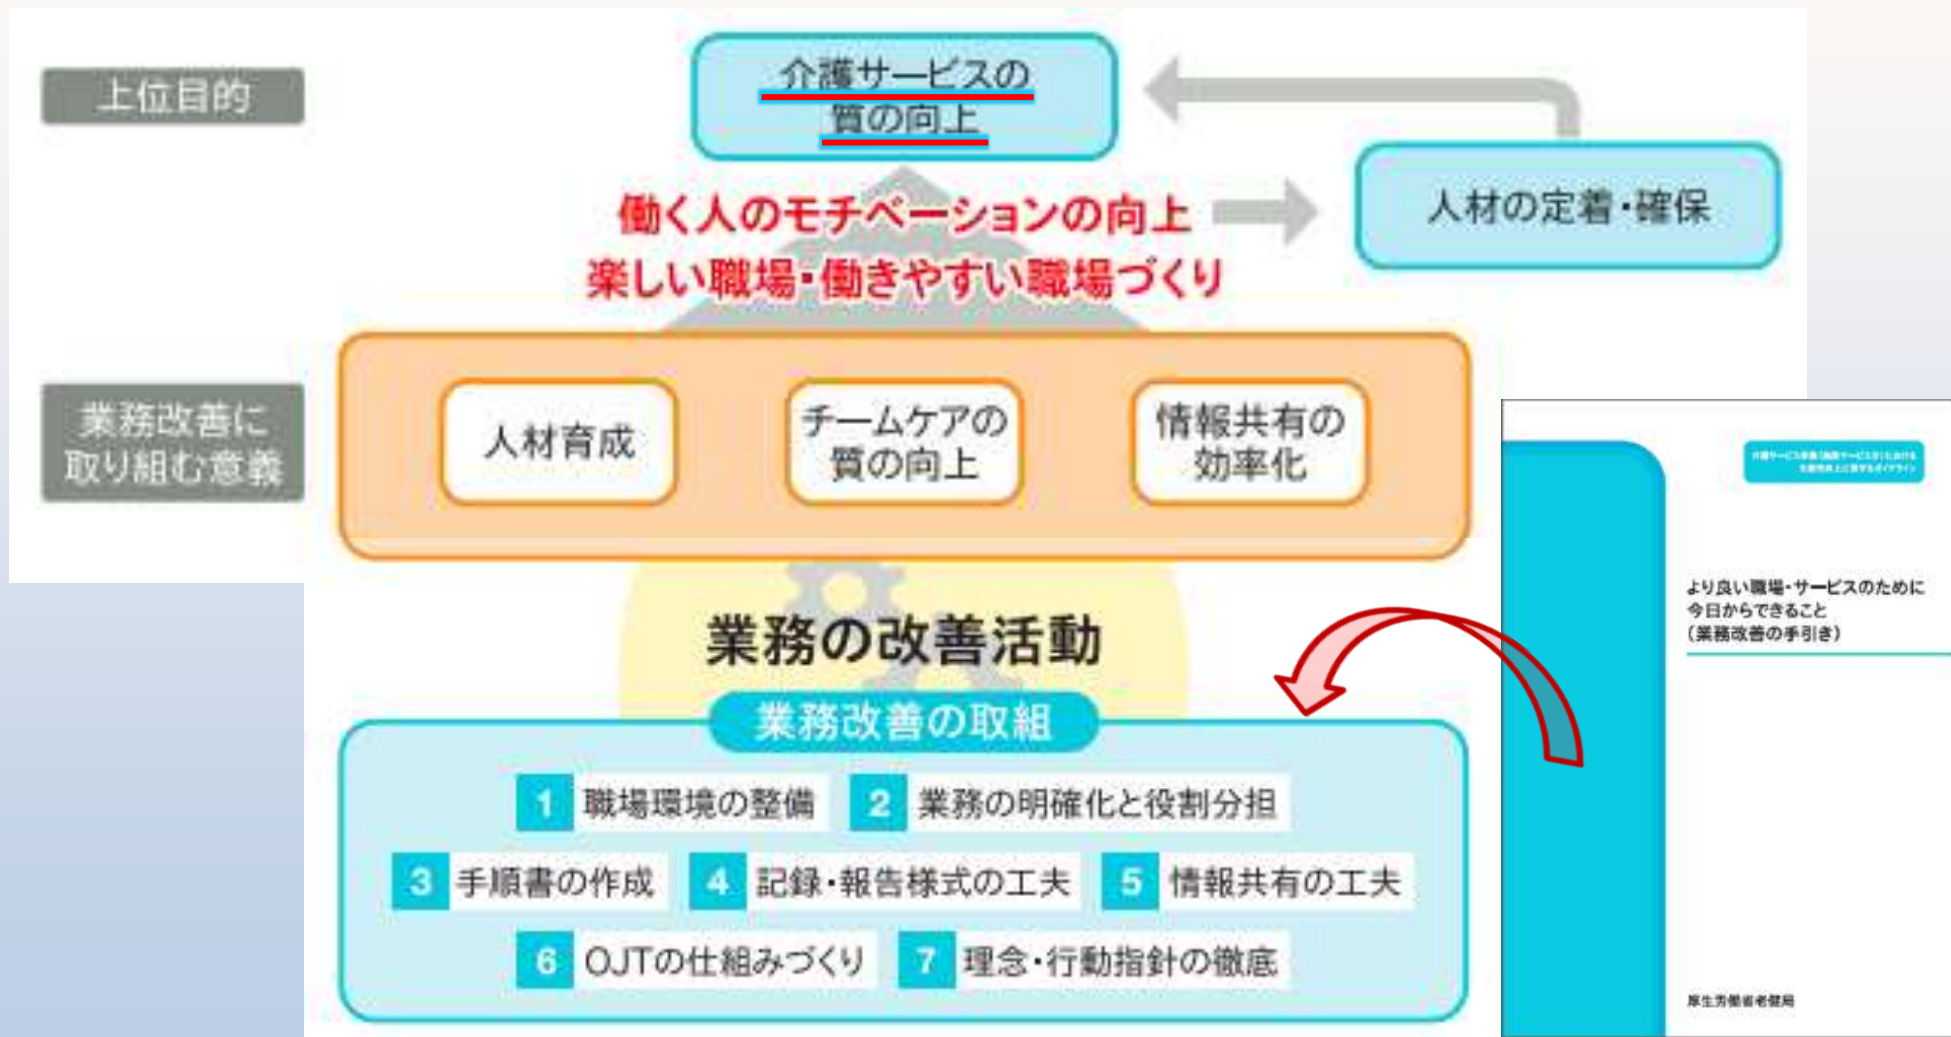 上位目的
介護サービスの
質の向上
働く人のモチベーションの向上
人材の定着・確保
楽しい職場・働きやすい職場づくり
業務改善に
取り組む意義
人材育成
チームケアの
質の向上
情報共有の
効率化
業務の改善活動
業務改善の取組
1 職場環境の整備
2 業務の明確化と役割分担
3 手順書の作成
4 記録・報告様式の工夫
5 情報共有の工夫
6 OJTの仕組みづくり
7 理念・行動指針の徹底
より良い職場・サービスのために
今日からできること
（業務改善の手引き）
厚生労働省老健局